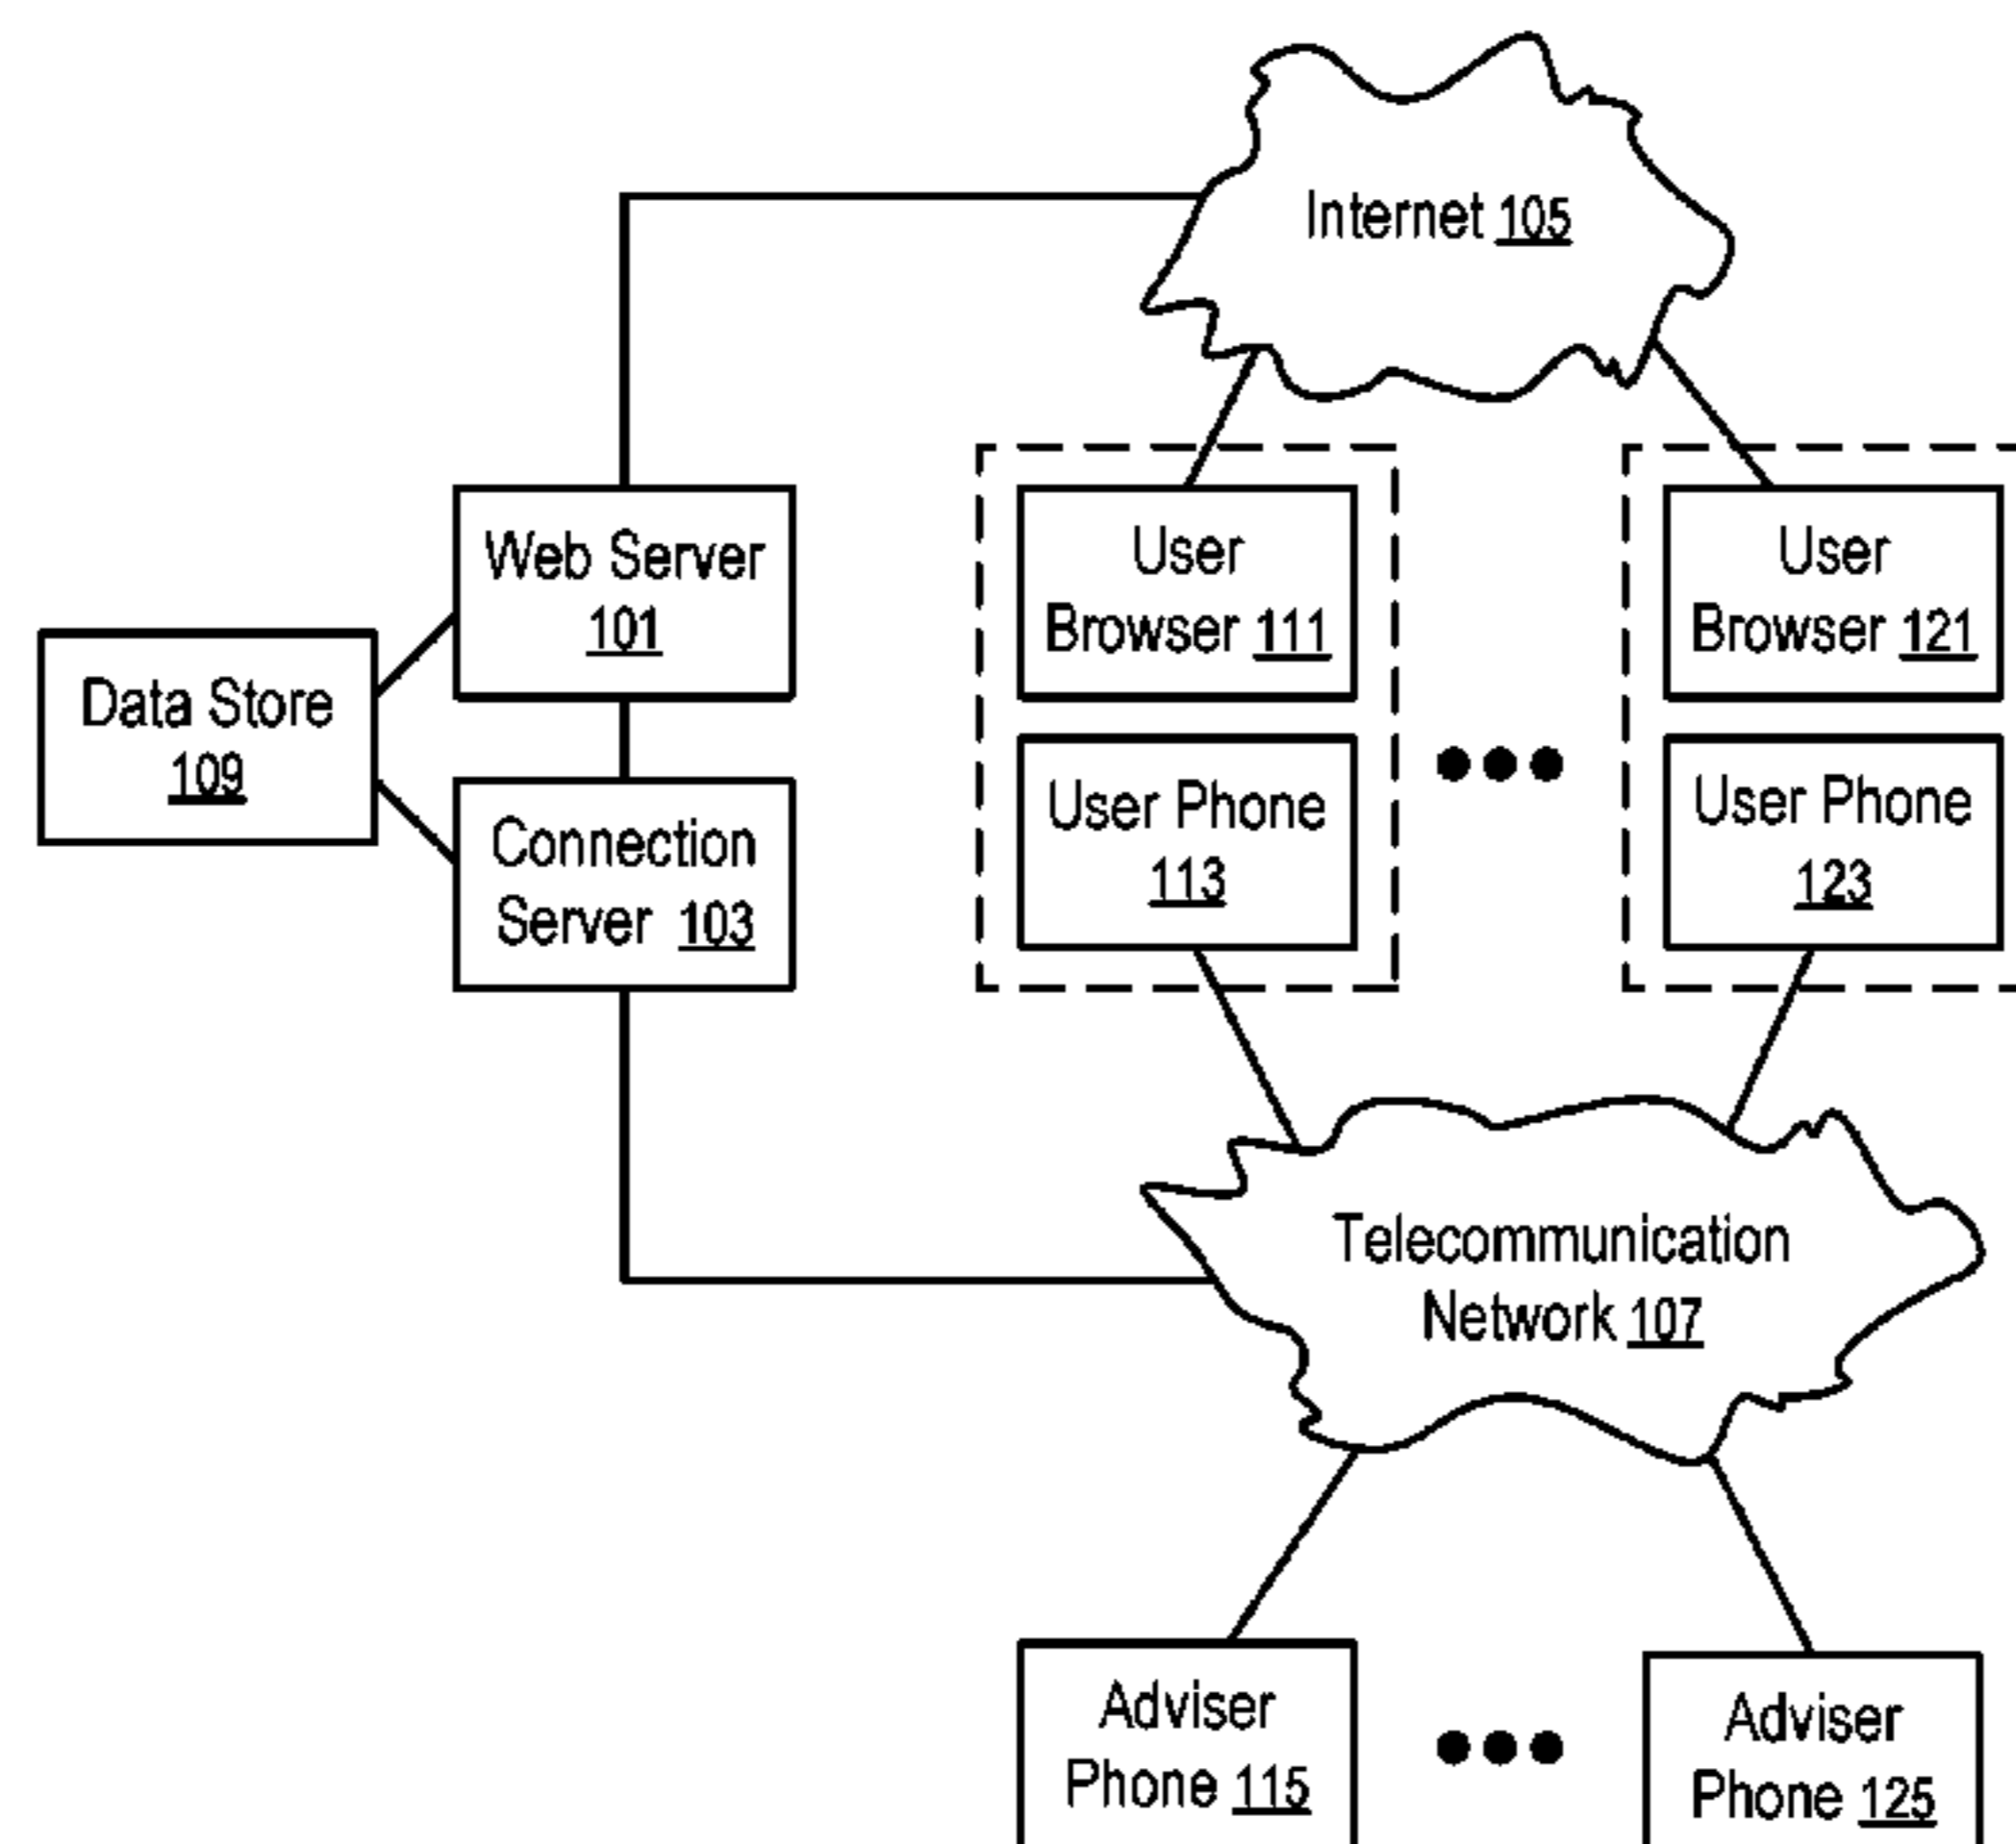 Internet 105
Web Server
101
User
Browser 111
User
Browser 121
Data Store
109
User Phone
113
User Phone
123
Connection
Server 103
Telecommunication
Network 107
Adviser
Phone 115
Adviser
Phone 125